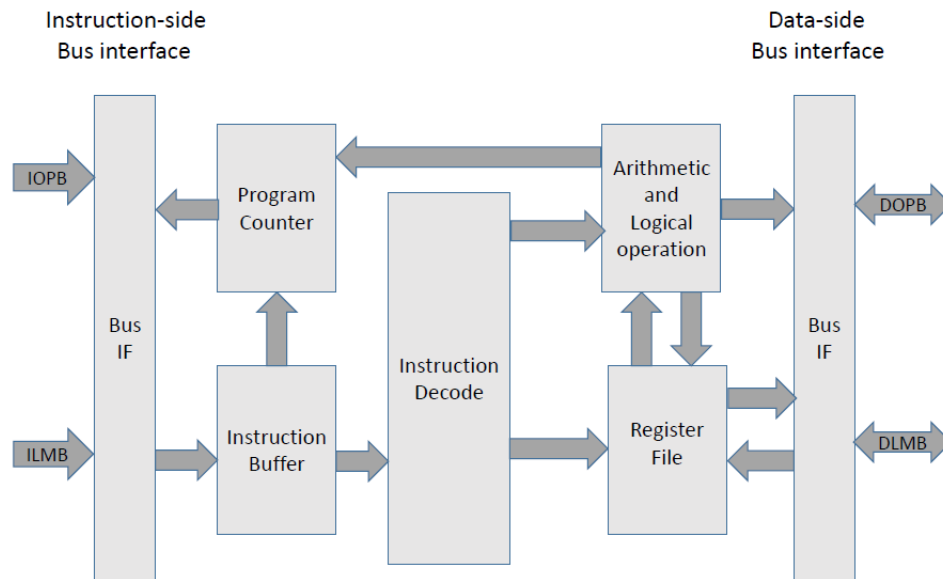 Instruction-side
Bus interface
Data-side
Bus interface
IOPB
Program
Counter
Arithmetic
and
Logical
operation
DOPB
Bus
IF
Instruction
Decode
Bus
IF
ILMB
Instruction
Buffer
Register
File
DLMB